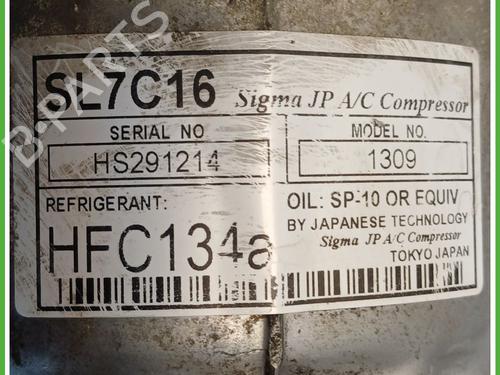 SL7C16 Sigma JP A/C Compressor
SERIAL NO
MODEL NO.
HS291214
1309
REFRIGERANT:
OIL: SP-10 OR EQUIV
HFC134a
BY JAPANESE TECHNOLOGY
Sigma JP A/C Compressor
TOKYO JAPAN
B-PARTS